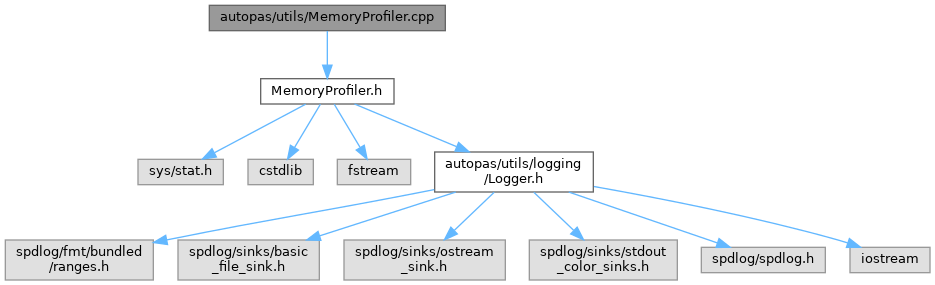 autopas/utils/MemoryProfiler.cpp
MemoryProfiler.h
sys/stat.h
cstdlib
fstream
autopas/utils/logging
/Logger.h
spdlog/fmt/bundled
/ranges.h
spdlog/sinks/basic
_file_sink.h
spdlog/sinks/ostream
_sink.h
spdlog/sinks/stdout
_color_sinks.h
spdlog/spdlog.h
iostream